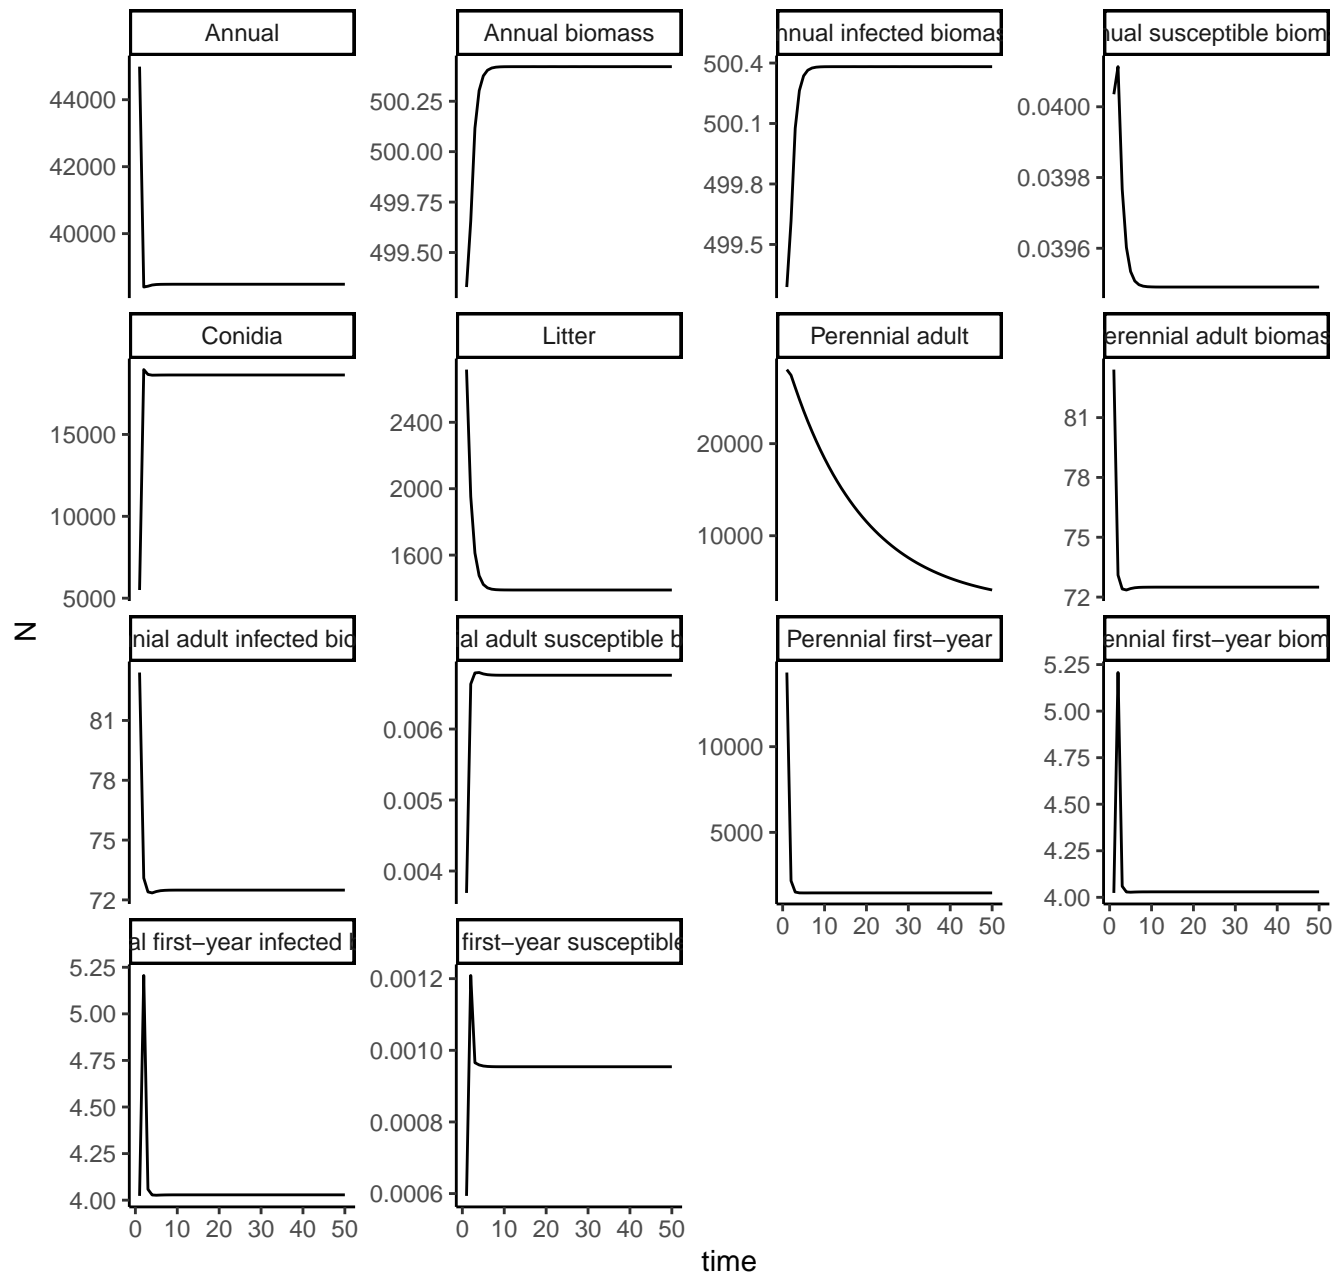 Annual
Annual biomass
nnual infected biomas
nual susceptible biom
44000
42000
40000
500.25
500.00
499.75
499.50
500.4
500.1
499.8
499.5
0.0400
0.0398
0.0396
Conidia
Litter
Perennial adult
erennial adult biomas
15000
10000
5000
2400
2000
1600
20000
10000
81
78
75
72
N
nial adult infected bio
al adult susceptible b
Perennial first−year
ennial first−year biom
81
78
75
72
0.006
0.005
0.004
10000
5000
0 10 20 30 40 50
5.25
5.00
4.75
4.50
4.25
4.00
0 10 20 30 40 50
al first−year infected b
first−year susceptible
5.25
5.00
4.75
4.50
4.25
4.00
0 10 20 30 40 50
0.0012
0.0010
0.0008
0.0006
0 10 20 30 40 50
time